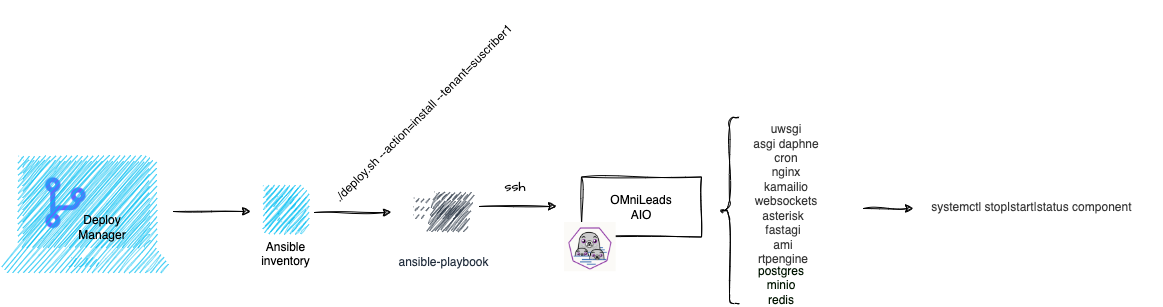 Deploy
Manager
Ansible
inventory
./deploy.sh --action=install --tenant=suscriber1
ansible-playbook
ssh
OMniLeads
AIO
uwsgi
asgi daphne
cron
nginx
kamailio
websockets
asterisk
fastagi
ami
rtpengine
postgres
minio
redis
systemctl stop|start|status component